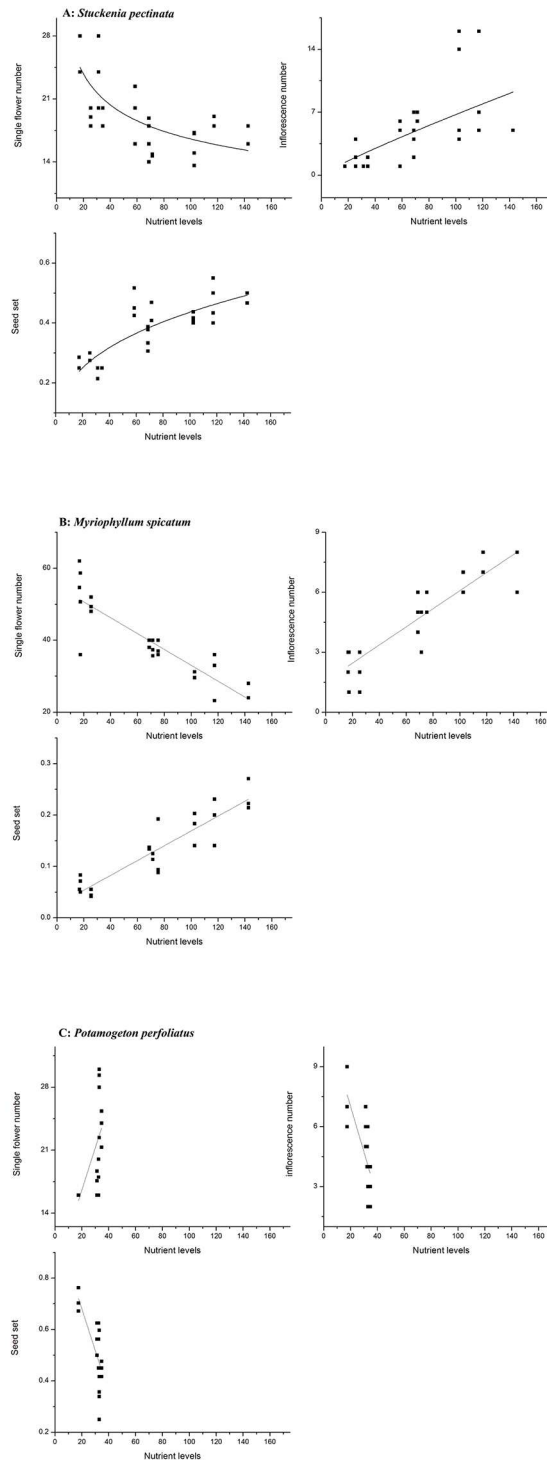 A: Stuckenia pectinata
Single flower number
28
21
14
0 20 40 60 80 100 120 140 160
Nutrient levels
Inflorescence number
14
7
0
0 20 40 60 80 100 120 140 160
Nutrient levels
Seed set
0.6
0.4
0.2
0 20 40 60 80 100 120 140 160
Nutrient levels
B: Myriophyllum spicatum
Single flower number
60
40
20
0 20 40 60 80 100 120 140 160
Nutrient levels
Inflorescence number
9
6
3
0
0 20 40 60 80 100 120 140 160
Nutrient levels
Seed set
0.3
0.2
0.1
0.0
0 20 40 60 80 100 120 140 160
Nutrient levels
C: Potamogeton perfoliatus
Single folwer number
28
21
14
0 20 40 60 80 100 120 140 160
Nutrient levels
inflorescence number
9
6
3
0 20 40 60 80 100 120 140 160
Nutrient levels
Seed set
0.8
0.6
0.4
0.2
0 20 40 60 80 100 120 140 160
Nutrient levels